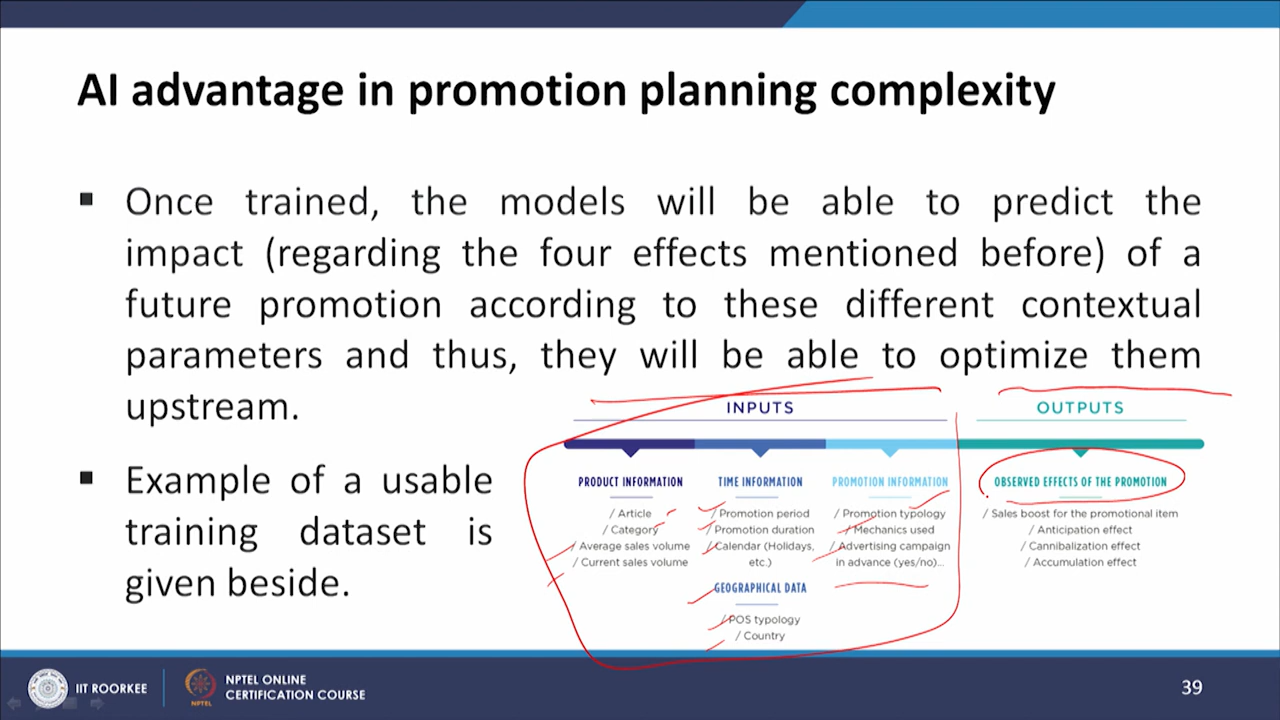 AI advantage in promotion planning complexity
▪ Once trained, the models will be able to predict the
impact (regarding the four effects mentioned before) of a
future promotion according to these different contextual
parameters and thus, they will be able to optimize them
upstream.
▪ Example of a usable
training dataset is
given beside.
INPUTS
PRODUCT INFORMATION
/ Article
/ Category
/ Average sales volume
/ Current sales volume
TIME INFORMATION
/ Promotion period
/ Promotion duration
/ Calendar (Holidays,
etc.)
GEOGRAPHICAL DATA
/ POS typology
/ Country
PROMOTION INFORMATION
/ Promotion typology
/ Mechanics used
/ Advertising campaign
in advance (yes/no)...
OUTPUTS
OBSERVED EFFECTS OF THE PROMOTION
/ Sales boost for the promotional item
/ Anticipation effect
/ Cannibalization effect
/ Accumulation effect
IIT ROORKEE
NPTEL
NPTEL ONLINE
CERTIFICATION COURSE
39